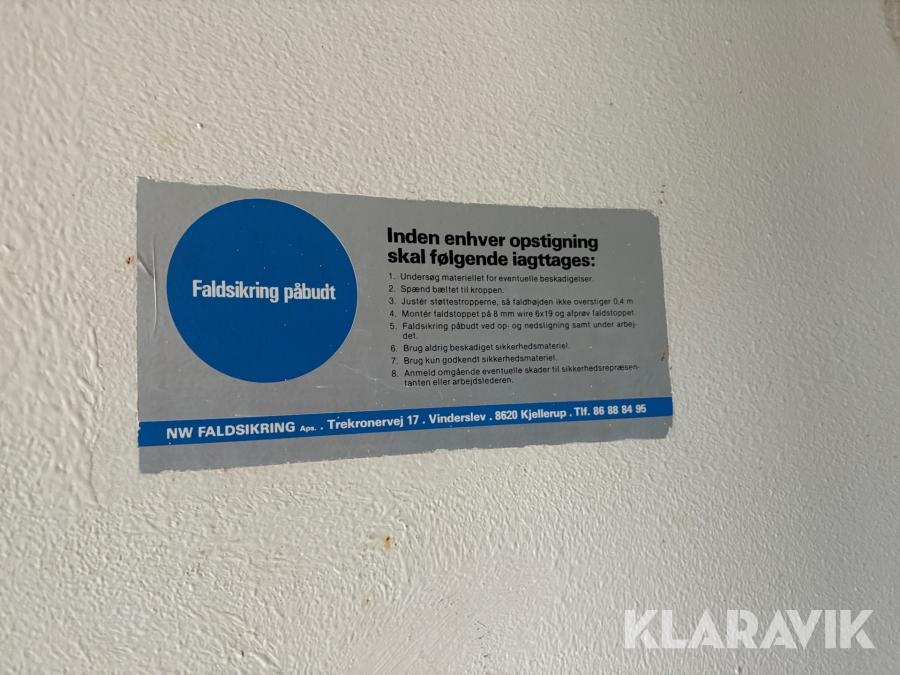 Faldsikring påbudt
Inden enhver opstigning
skal følgende iagttages:
1. Undersøg materiellet for eventuelle beskadigelser.
2. Spænd bæltet til kroppen.
3. Justér støttestropperne, så faldhøjden ikke overstiger 0,4 m
4. Montér faldstoppet på 8 mm wire 6x19 og afprøv faldstoppet
5. Faldsikring påbudt ved op- og nedstigning samt under arbej-
det.
6. Brug aldrig beskadiget sikkerhedsmateriel.
7. Brug kun godkendt sikkerhedsmateriel.
8. Anmeld omgående eventuelle skader til sikkerhedsrepræsen-
tanten eller arbejdslederen.
NW FALDSIKRING Aps. . Trekronervej 17 . Vinderslev . 8620 Kjellerup . Tlf. 86 88 84 95
KLARAVIK